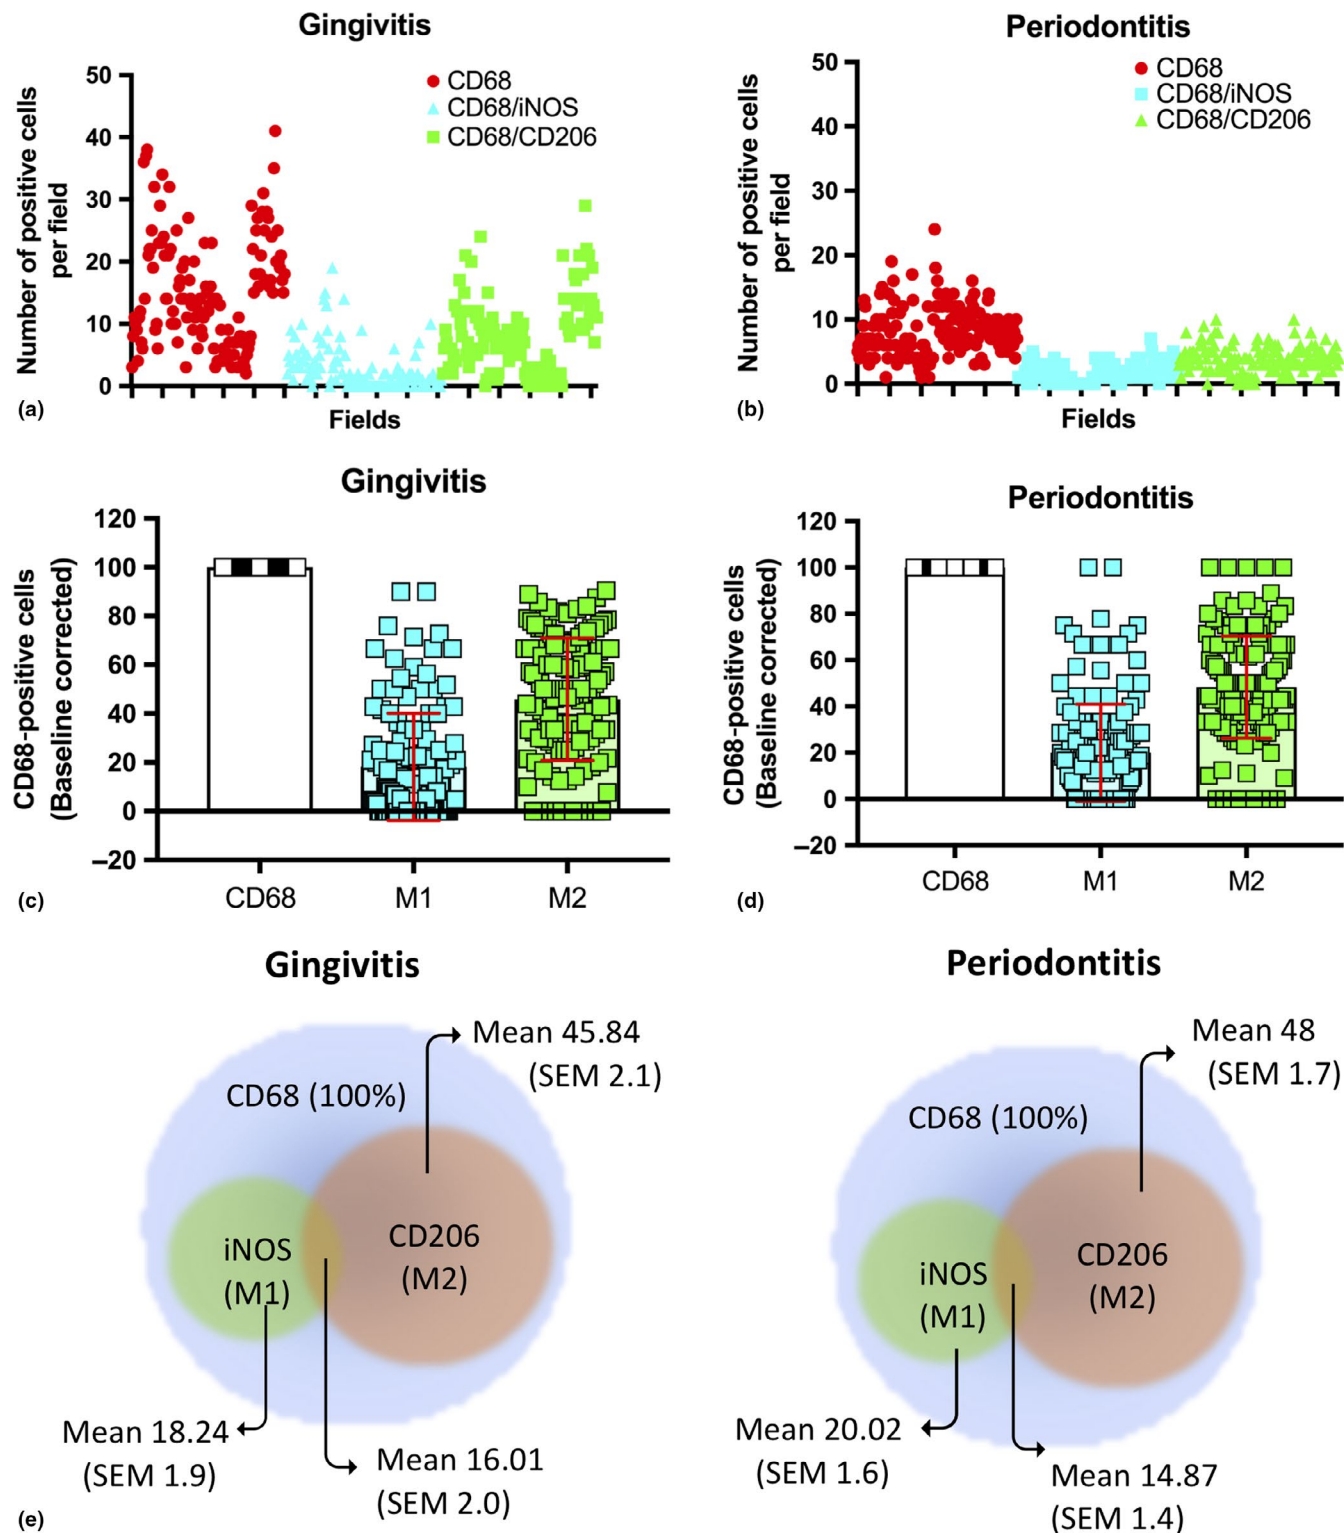 Gingivitis
Number of positive cells
per field
50
40
30
20
10
0
CD68
CD68/iNOS
CD68/CD206
Fields
(a)
Periodontitis
Number of positive cells
per field
50
40
30
20
10
0
CD68
CD68/iNOS
CD68/CD206
Fields
(b)
Gingivitis
CD68-positive cells
(Baseline corrected)
120
100
80
60
40
20
0
–20
CD68 M1 M2
(c)
Periodontitis
CD68-positive cells
(Baseline corrected)
120
100
80
60
40
20
0
–20
CD68 M1 M2
(d)
Gingivitis
Mean 45.84
(SEM 2.1)
CD68 (100%)
iNOS
(M1)
CD206
(M2)
Mean 18.24
(SEM 1.9)
Mean 16.01
(SEM 2.0)
(e)
Periodontitis
Mean 48
(SEM 1.7)
CD68 (100%)
iNOS
(M1)
CD206
(M2)
Mean 20.02
(SEM 1.6)
Mean 14.87
(SEM 1.4)